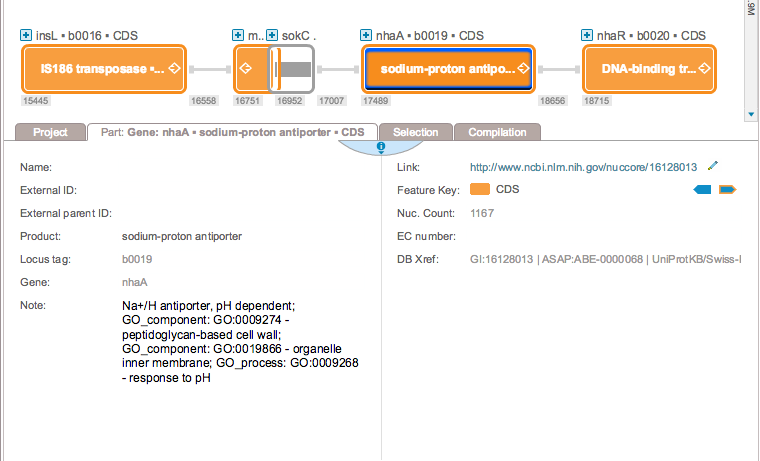 .9M
insL ▪ b0016 ▪ CDS
m..
sokC .
nhaA ▪ b0019 ▪ CDS
nhaR ▪ b0020 ▪ CDS
IS186 transposase ▪...
sodium-proton antipo...
DNA-binding tr...
15445
16558
16751
16952
17007
17489
18656
18715
Project
Part: Gene: nhaA ▪ sodium-proton antiporter ▪ CDS
Selection
Compilation
Name:
External ID:
External parent ID:
Product: sodium-proton antiporter
Locus tag: b0019
Gene: nhaA
Note: Na+/H antiporter, pH dependent;
GO_component: GO:0009274 -
peptidoglycan-based cell wall;
GO_component: GO:0019866 - organelle
inner membrane; GO_process: GO:0009268
- response to pH
Link: http://www.ncbi.nlm.nih.gov/nuccore/16128013
Feature Key: CDS
Nuc. Count: 1167
EC number:
DB Xref: GI:16128013 | ASAP:ABE-0000068 | UniProtKB/Swiss-